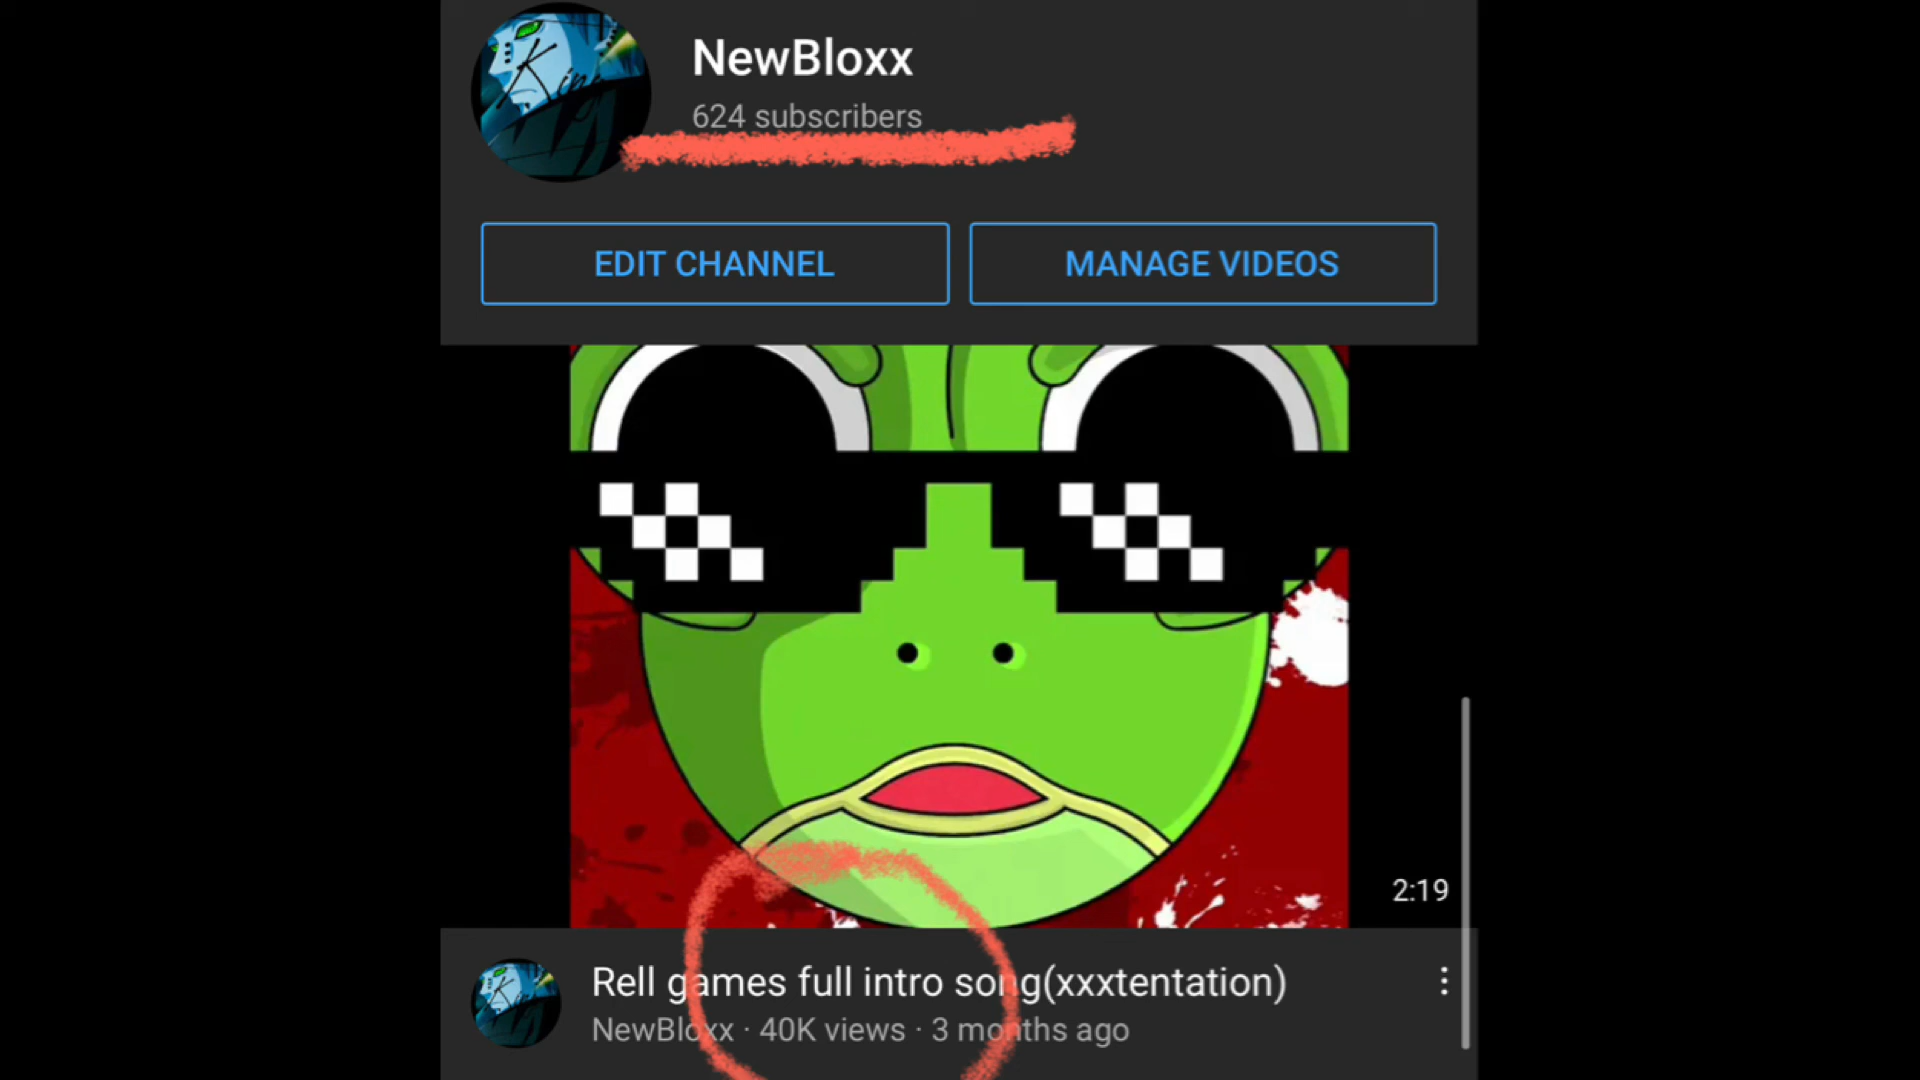 King
NewBloxx
624 subscribers
EDIT CHANNEL
MANAGE VIDEOS
2:19
Rell games full intro song(xxxtentation)
NewBloxx · 40K views · 3 months ago